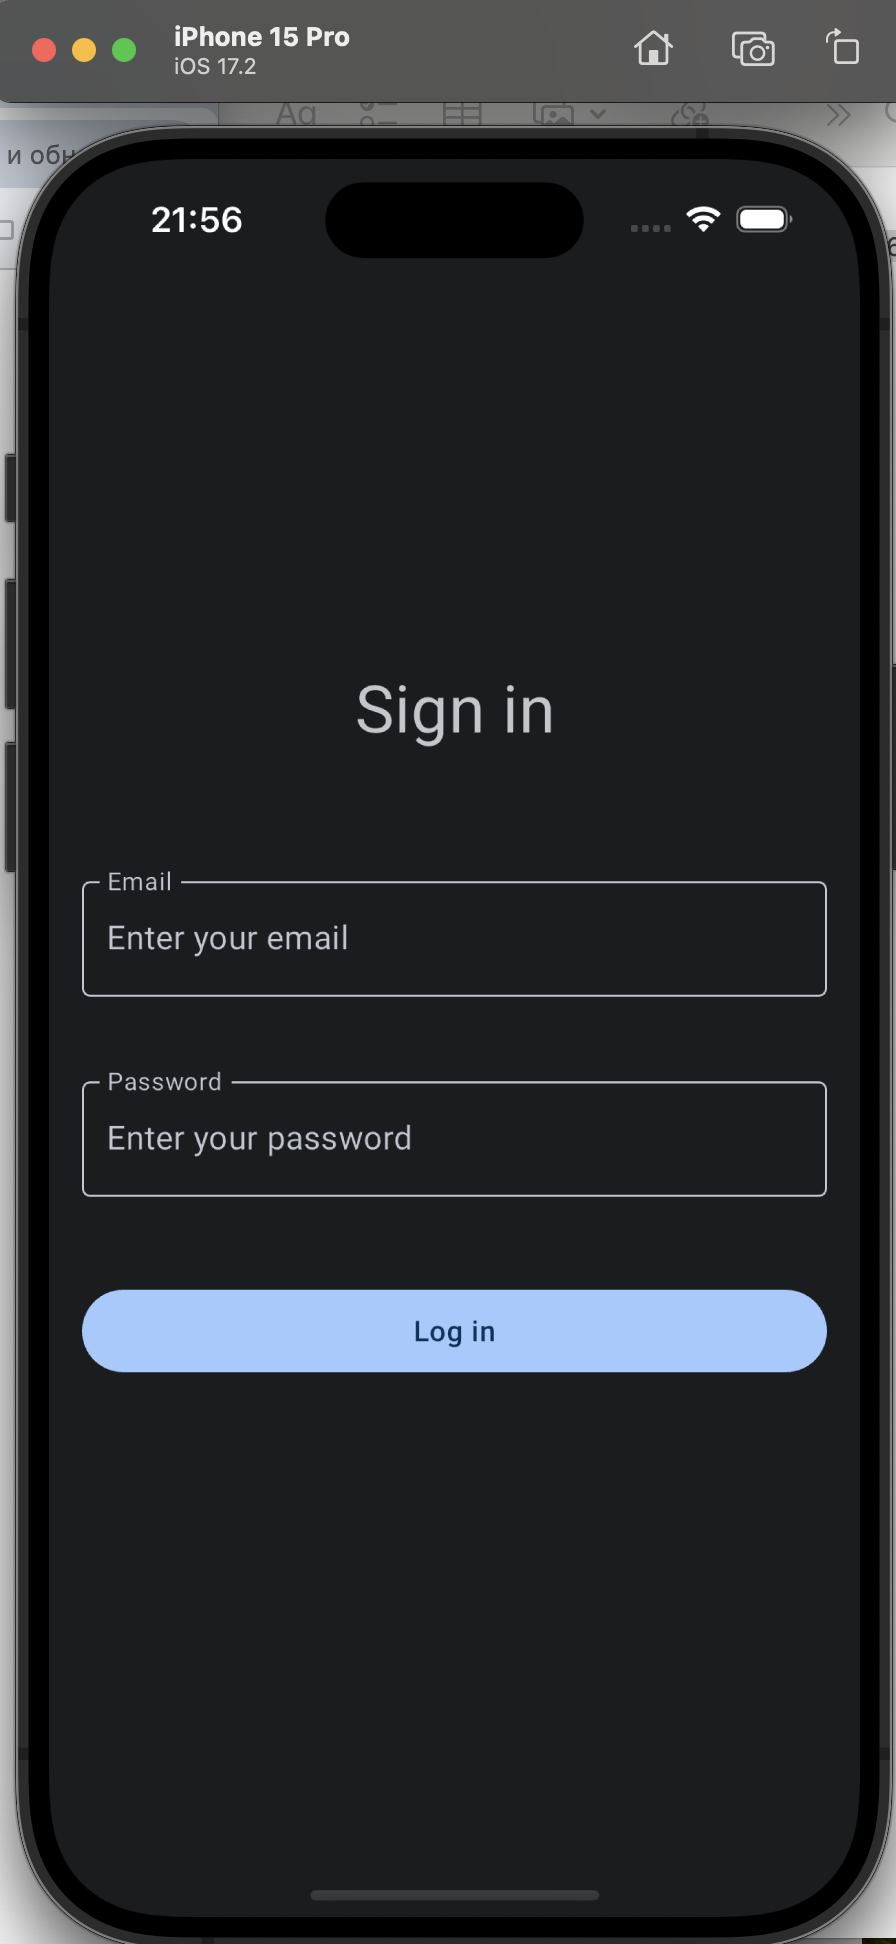 iPhone 15 Pro
iOS 17.2
Aa
и обн
21:56
Sign in
Email
Enter your email
Password
Enter your password
Log in